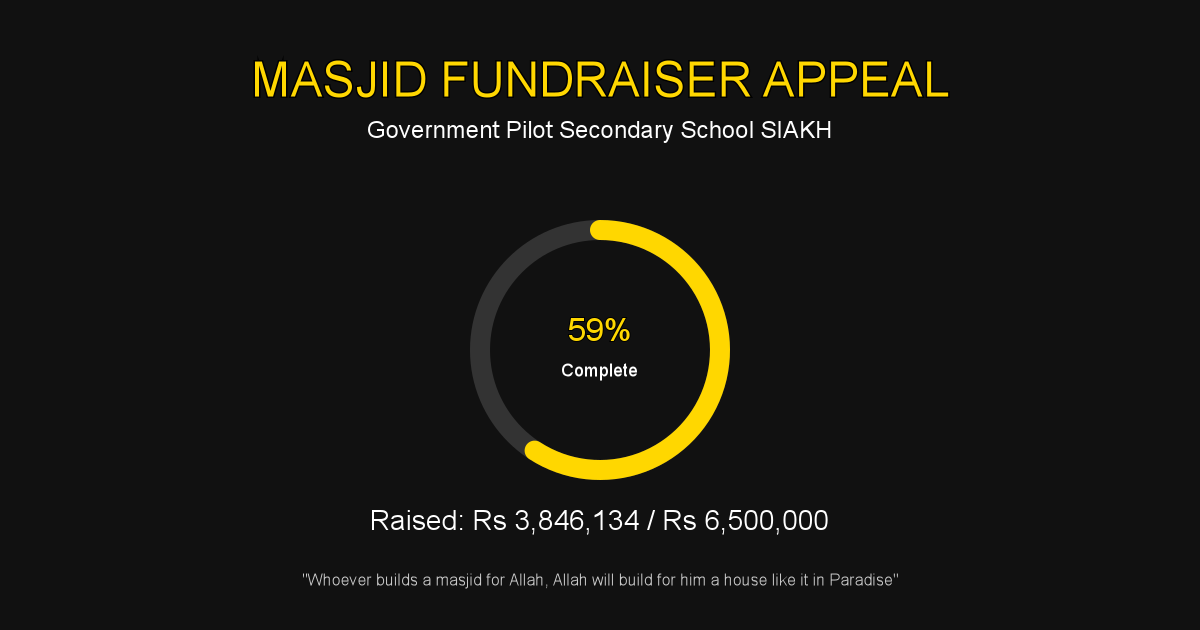 MASJID FUNDRAISER APPEAL
Government Pilot Secondary School SIAKH
59%
Complete
Raised: Rs 3,846,134 / Rs 6,500,000
"Whoever builds a masjid for Allah, Allah will build for him a house like it in Paradise"